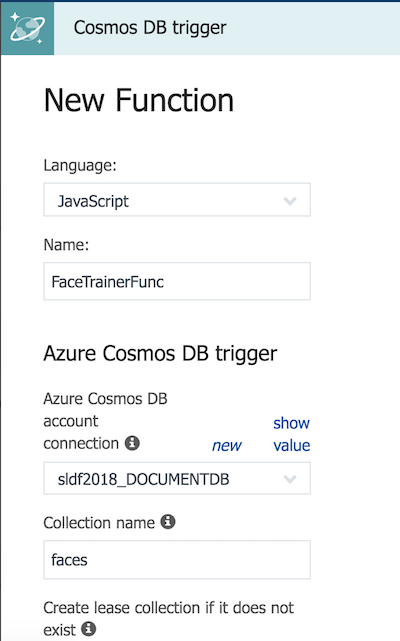 Cosmos DB trigger
New Function
Language:
JavaScript
Name:
FaceTrainerFunc
Azure Cosmos DB trigger
Azure Cosmos DB
account
connection new show value
sldf2018_DOCUMENTDB
Collection name
faces
Create lease collection if it does not
exist